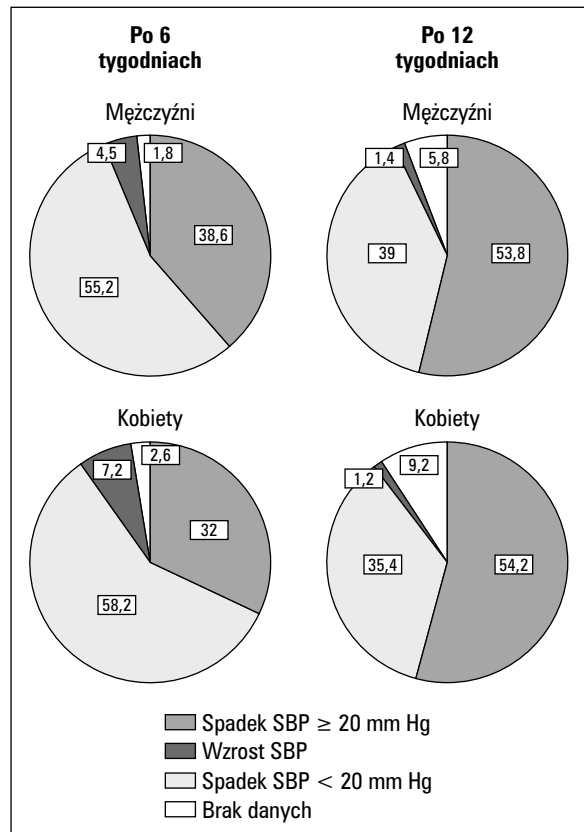 Po 6
tygodniach
Po 12
tygodniach
Mężczyźni
Mężczyźni
4,5
1,8
38,6
55,2
1,4
5,8
39
53,8
Kobiety
Kobiety
7,2
2,6
32
58,2
1,2
9,2
35,4
54,2
Spadek SBP ≥ 20 mm Hg
Wzrost SBP
Spadek SBP < 20 mm Hg
Brak danych